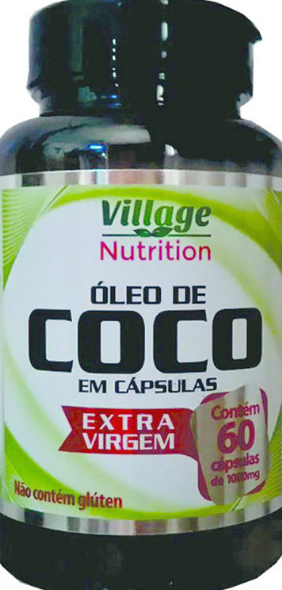 Village
Nutrition
ÓLEO DE
COCO
EM CÁPSULAS
EXTRA
VIRGEM
Contém
60
cápsulas
de 1000mg
Não contém glúten